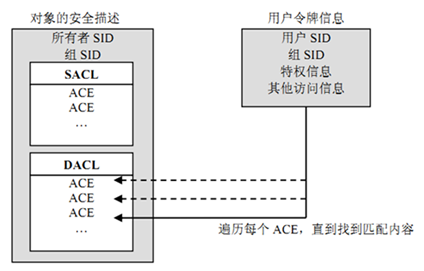 对象的安全描述
所有者 SID
组 SID
SACL
ACE
ACE
…
DACL
ACE
ACE
ACE
…
用户令牌信息
用户 SID
组 SID
特权信息
其他访问信息
遍历每个 ACE，直到找到匹配内容